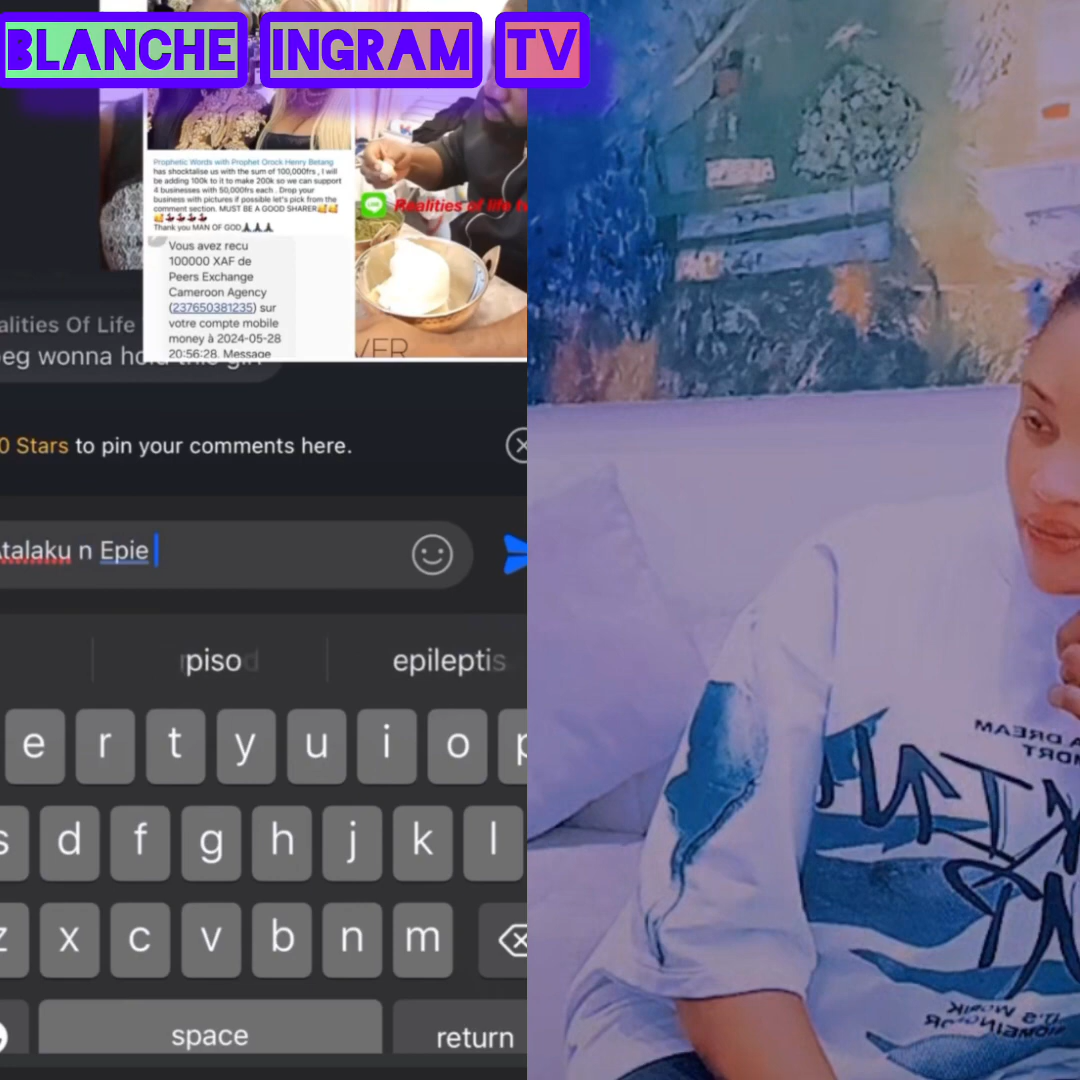 BLANCHE INGRAM TV
Prophetic Words with Prophet Orock Henry Betang
has shocktalise us with the sum of 100,000frs , I will
be adding 100k to it to make 200k so we can support
4 businesses with 50,000frs each . Drop your
business with pictures if possible let's pick from the
comment section. MUST BE A GOOD SHARER🥰🥰
🥰💃💃💃💃
Thank you MAN OF GOD🙏🙏🙏
Realities of life
Vous avez recu
100000 XAF de
Peers Exchange
Cameroon Agency
(237650381235) sur
votre compte mobile
money à 2024-05-28
20:56:28. Message
VER
alities Of Life
eg wonna hold this girl
0 Stars to pin your comments here.
talaku n Epie
piso epileptis
e r t y u i o p
s d f g h j k l
z x c v b n m
space return
A DREAM